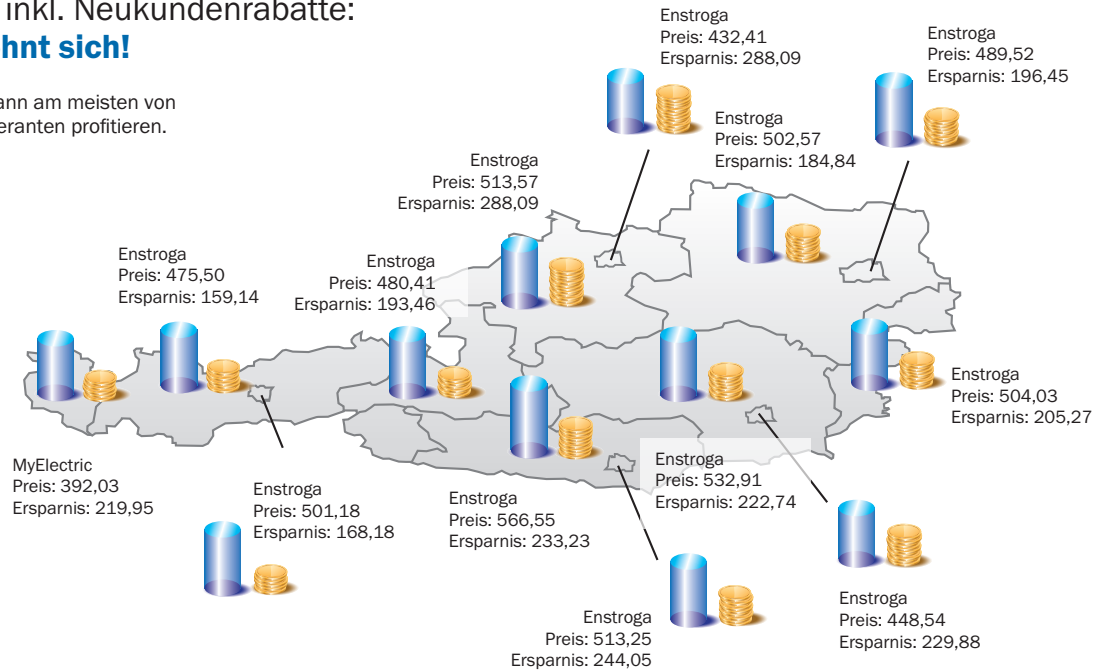 inkl. Neukundenrabatte:
hnt sich!
ann am meisten von
eranten profitieren.
Enstroga
Preis: 432,41
Ersparnis: 288,09
Enstroga
Preis: 489,52
Ersparnis: 196,45
Enstroga
Preis: 502,57
Ersparnis: 184,84
Enstroga
Preis: 513,57
Ersparnis: 288,09
Enstroga
Preis: 475,50
Ersparnis: 159,14
Enstroga
Preis: 480,41
Ersparnis: 193,46
Enstroga
Preis: 504,03
Ersparnis: 205,27
MyElectric
Preis: 392,03
Ersparnis: 219,95
Enstroga
Preis: 501,18
Ersparnis: 168,18
Enstroga
Preis: 566,55
Ersparnis: 233,23
Enstroga
Preis: 532,91
Ersparnis: 222,74
Enstroga
Preis: 513,25
Ersparnis: 244,05
Enstroga
Preis: 448,54
Ersparnis: 229,88